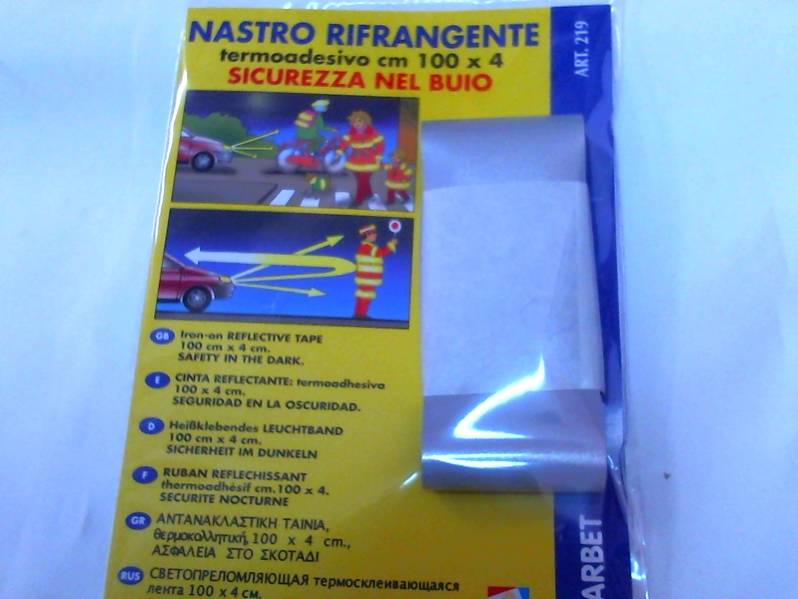 NASTRO RIFRANGENTE
termoadesivo cm 100 x 4
SICUREZZA NEL BUIO
ART. 219
GB Iron-on REFLECTIVE TAPE
100 cm x 4 cm.
SAFETY IN THE DARK.
E CINTA REFLECTANTE: termoadhesiva
100 x 4 cm.
SEGURIDAD EN LA OSCURIDAD.
D Heißklebendes LEUCHTBAND
100 cm x 4 cm.
SICHERHEIT IM DUNKELN
F RUBAN REFLECHISSANT
thermoadhésif cm. 100 x 4.
SECURITE NOCTURNE
GR ΑΝΤΑΝΑΚΛΑΣΤΙΚΗ ΤΑΙΝΙΑ,
θερμοκολλητική, 100 x 4 cm.,
ΑΣΦΑΛΕΙΑ ΣΤΟ ΣΚΟΤΑΔΙ
RUS СВЕТОПРЕЛОМЛЯЮЩАЯ термосклеивающаяся
лента 100 x 4 см.
ARBET